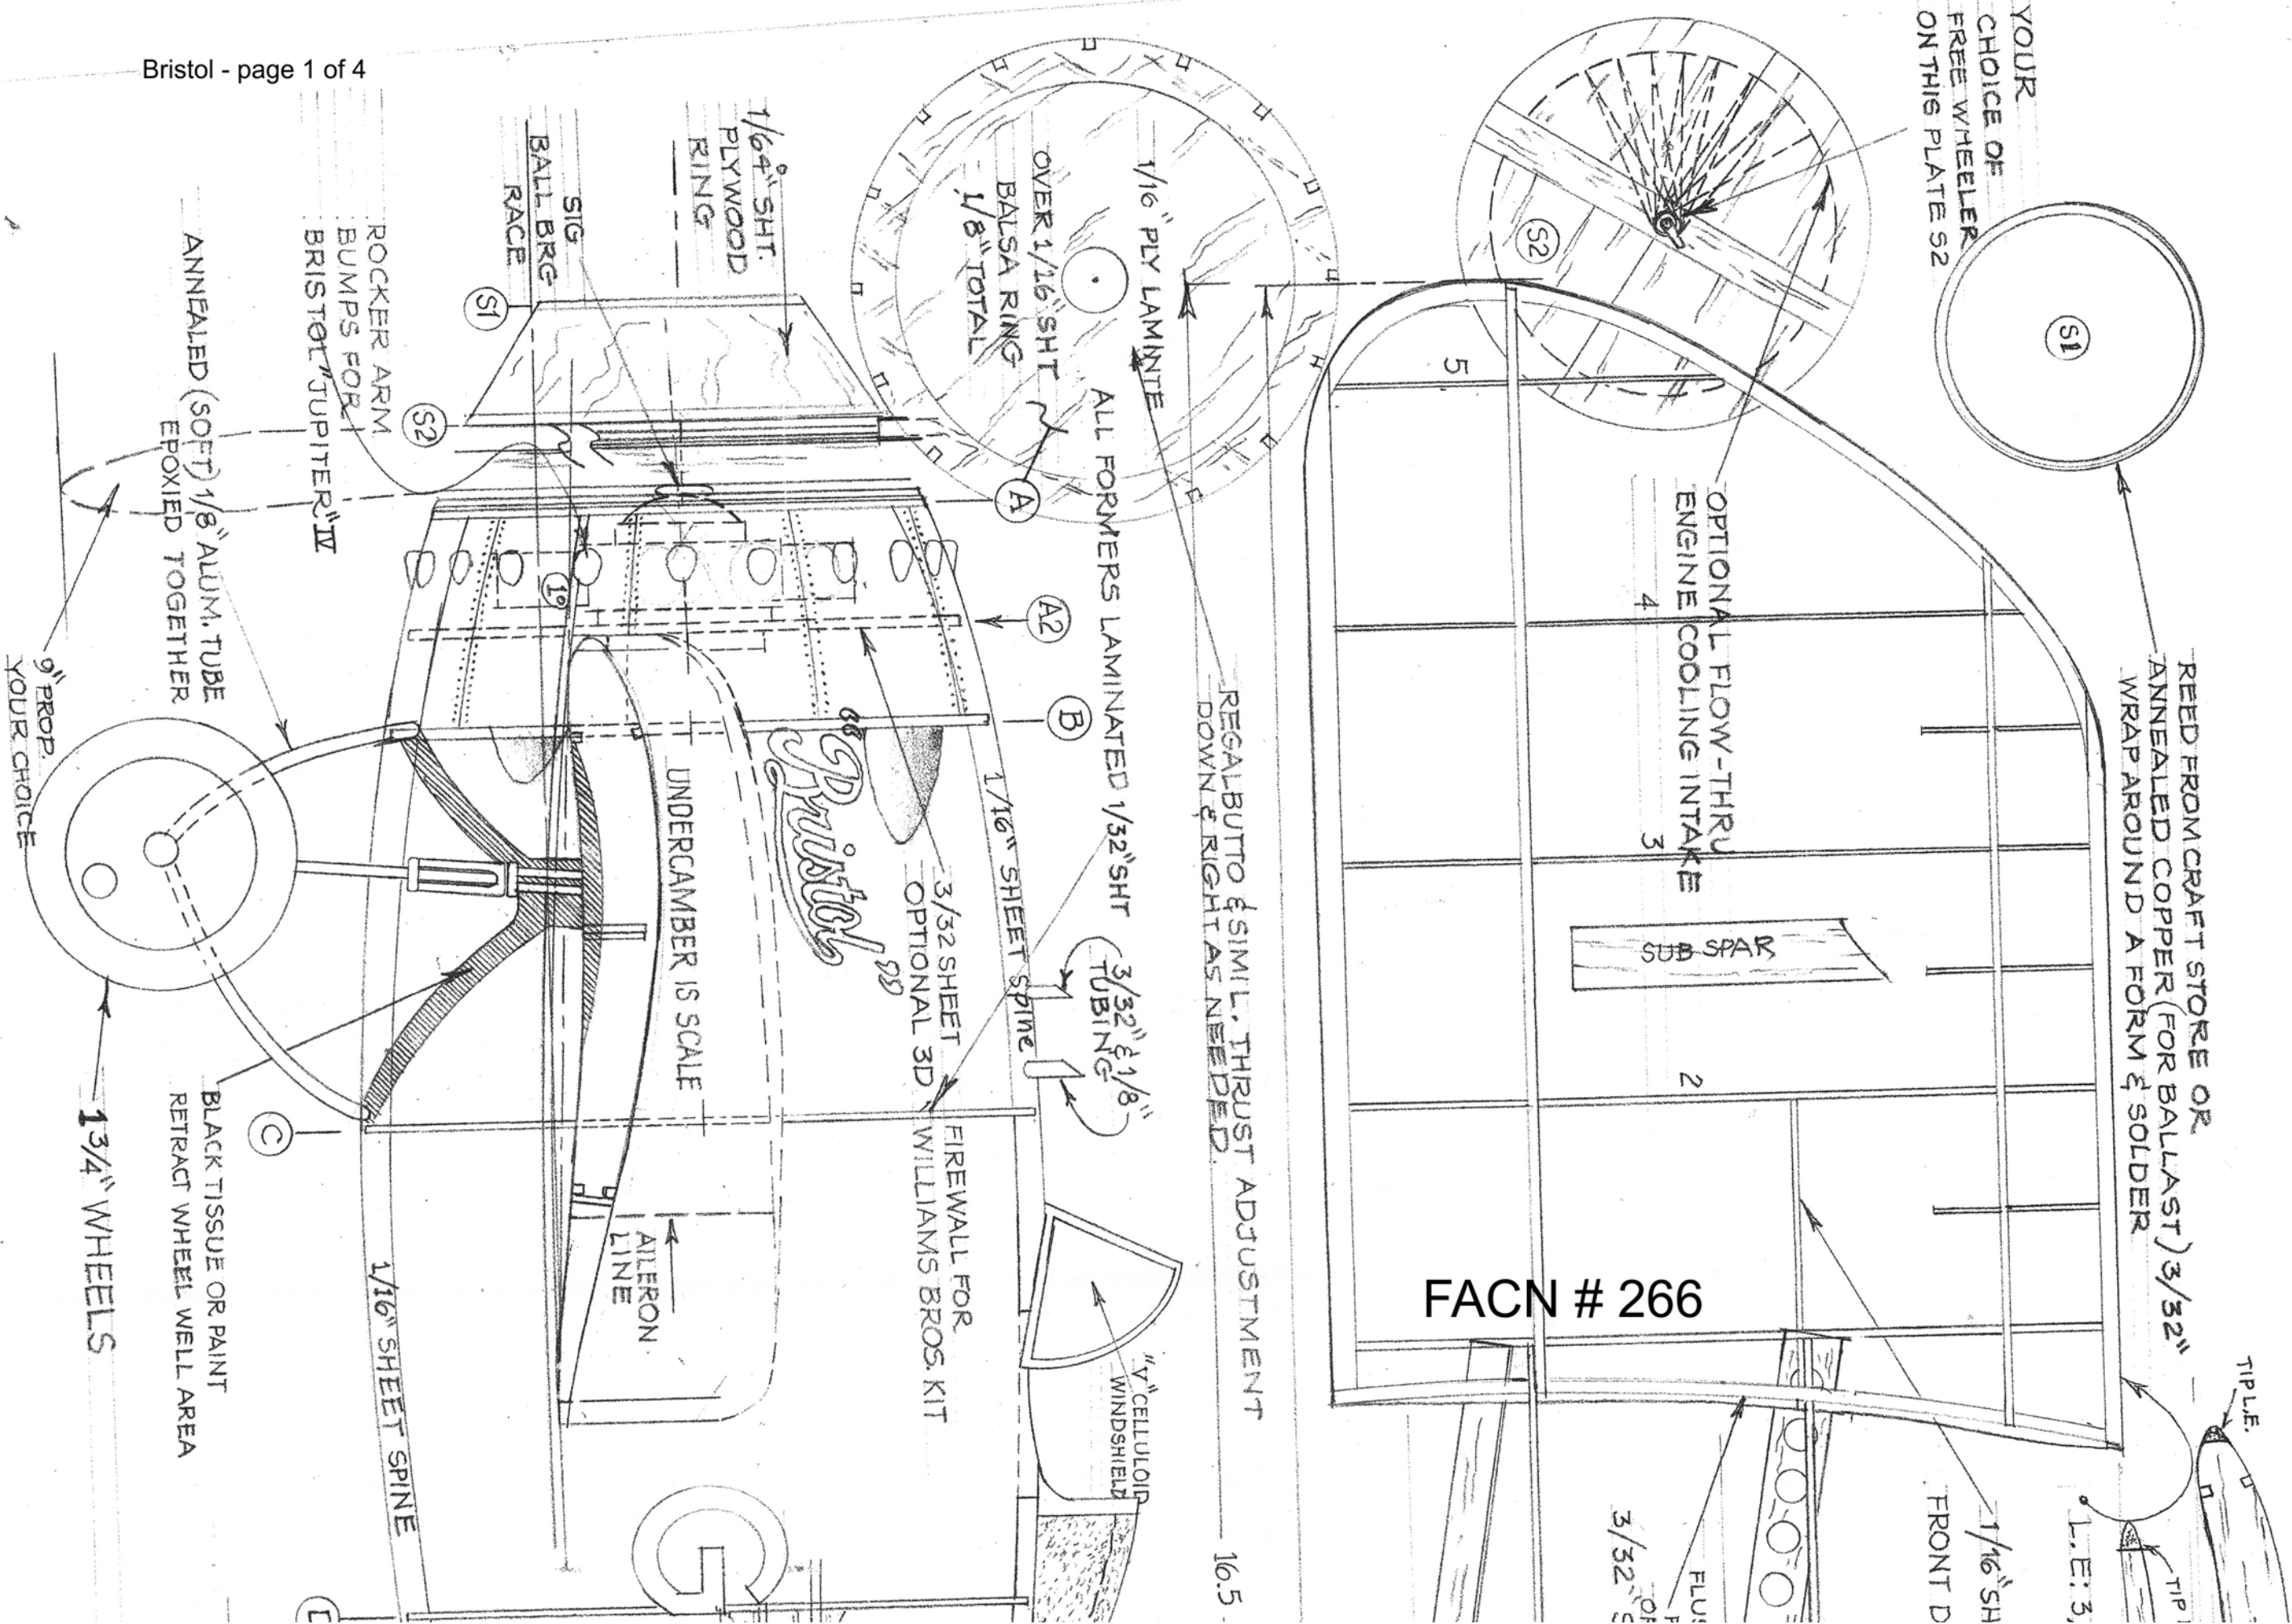 Bristol - page 1 of 4
YOUR
CHOICE OF
FREE WHEELER
ON THIS PLATE S2
S1
S2
REED FROM CRAFT STORE OR
ANNEALED COPPER (FOR BALLAST) 3/32"
WRAP AROUND A FORM & SOLDER
OPTIONAL FLOW-THRU
ENGINE COOLING INTAKE
5
4
3
2
SUB SPAR
FACN # 266
TIP L.E.
L.E: 3
TIP
1/16" SH
FRONT D
FLUS
3/32"
REGALBUTTO & SIMIL. THRUST ADJUSTMENT
DOWN & RIGHT AS NEEDED.
16.5
1/16" PLY LAMINTE
OVER 1/16" SHT
BALSA RING
1/8" TOTAL
ALL FORMERS LAMINATED 1/32" SHT
A
A2
B
1/64" SHT.
PLYWOOD
RING
SIG
BALL BRG
RACE
S1
S2
ROCKER ARM
BUMPS FOR
BRISTOL "JUPITER" IV
ANNEALED (SOFT) 1/8" ALUM. TUBE
EPOXIED TOGETHER
9" PROP.
YOUR CHOICE
1°
1/16" SHEET SPINE
3/32" & 1/8"
TUBING
3/32 SHEET FIREWALL FOR
OPTIONAL 3D WILLIAMS BROS. KIT
Bristol
UNDERCAMBER IS SCALE
AILERON
LINE
"V" CELLULOID
WINDSHIELD
C
1/16" SHEET SPINE
BLACK TISSUE OR PAINT
RETRACT WHEEL WELL AREA
1 3/4" WHEELS
G
D